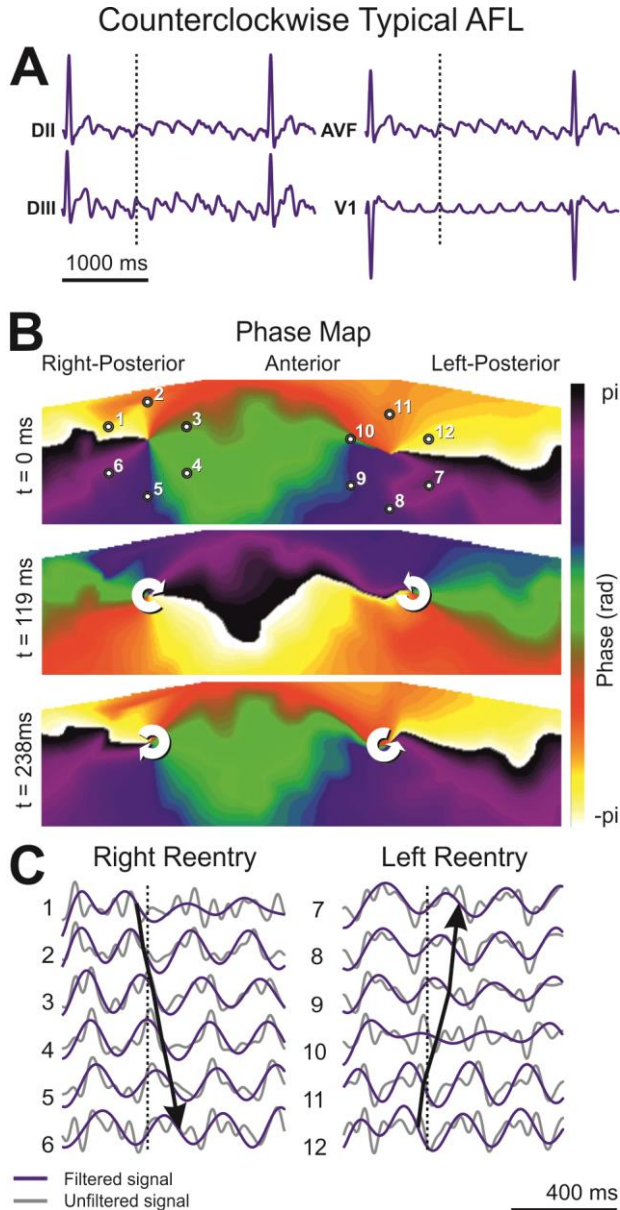 Counterclockwise Typical AFL
A
DII
AVF
DIII
V1
1000 ms
B
Phase Map
Right-Posterior Anterior Left-Posterior
t = 0 ms
1 2 3 4 5 6 7 8 9 10 11 12
t = 119 ms
t = 238ms
pi
Phase (rad)
-pi
C
Right Reentry
1
2
3
4
5
6
Left Reentry
7
8
9
10
11
12
Filtered signal
Unfiltered signal
400 ms